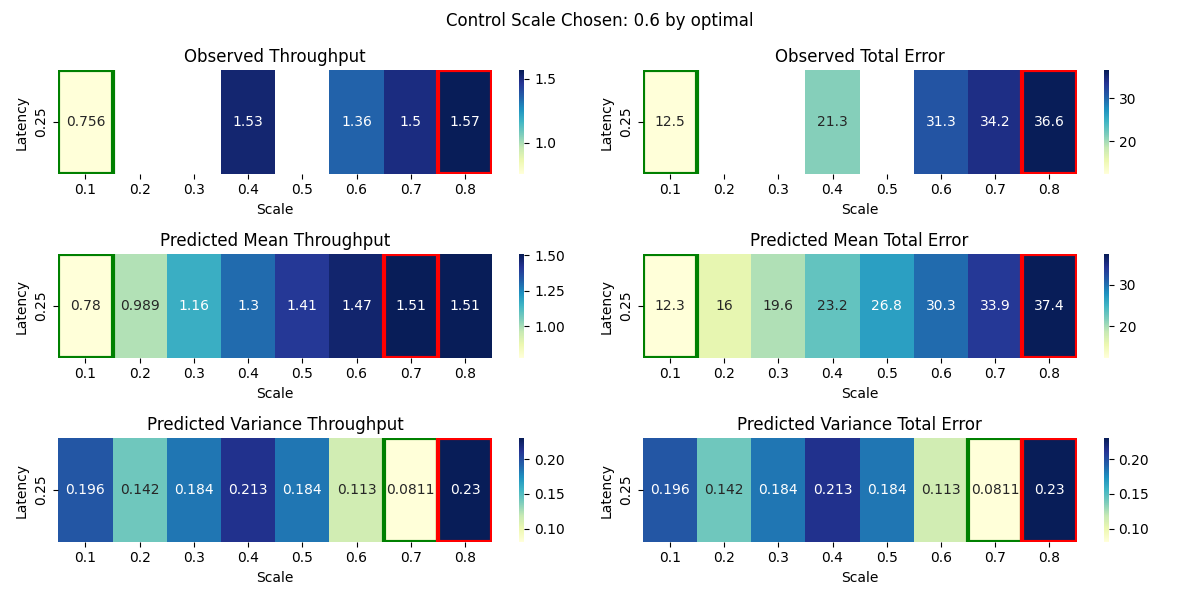 Control Scale Chosen: 0.6 by optimal
Observed Throughput
Latency
0.25
0.756
1.53
1.36
1.5
1.57
0.1 0.2 0.3 0.4 0.5 0.6 0.7 0.8
Scale
1.5
1.0
Observed Total Error
Latency
0.25
12.5
21.3
31.3
34.2
36.6
0.1 0.2 0.3 0.4 0.5 0.6 0.7 0.8
Scale
30
20
Predicted Mean Throughput
Latency
0.25
0.78 0.989 1.16 1.3 1.41 1.47 1.51 1.51
0.1 0.2 0.3 0.4 0.5 0.6 0.7 0.8
Scale
1.50
1.25
1.00
Predicted Mean Total Error
Latency
0.25
12.3 16 19.6 23.2 26.8 30.3 33.9 37.4
0.1 0.2 0.3 0.4 0.5 0.6 0.7 0.8
Scale
30
20
Predicted Variance Throughput
Latency
0.25
0.196 0.142 0.184 0.213 0.184 0.113 0.0811 0.23
0.1 0.2 0.3 0.4 0.5 0.6 0.7 0.8
Scale
0.20
0.15
0.10
Predicted Variance Total Error
Latency
0.25
0.196 0.142 0.184 0.213 0.184 0.113 0.0811 0.23
0.1 0.2 0.3 0.4 0.5 0.6 0.7 0.8
Scale
0.20
0.15
0.10